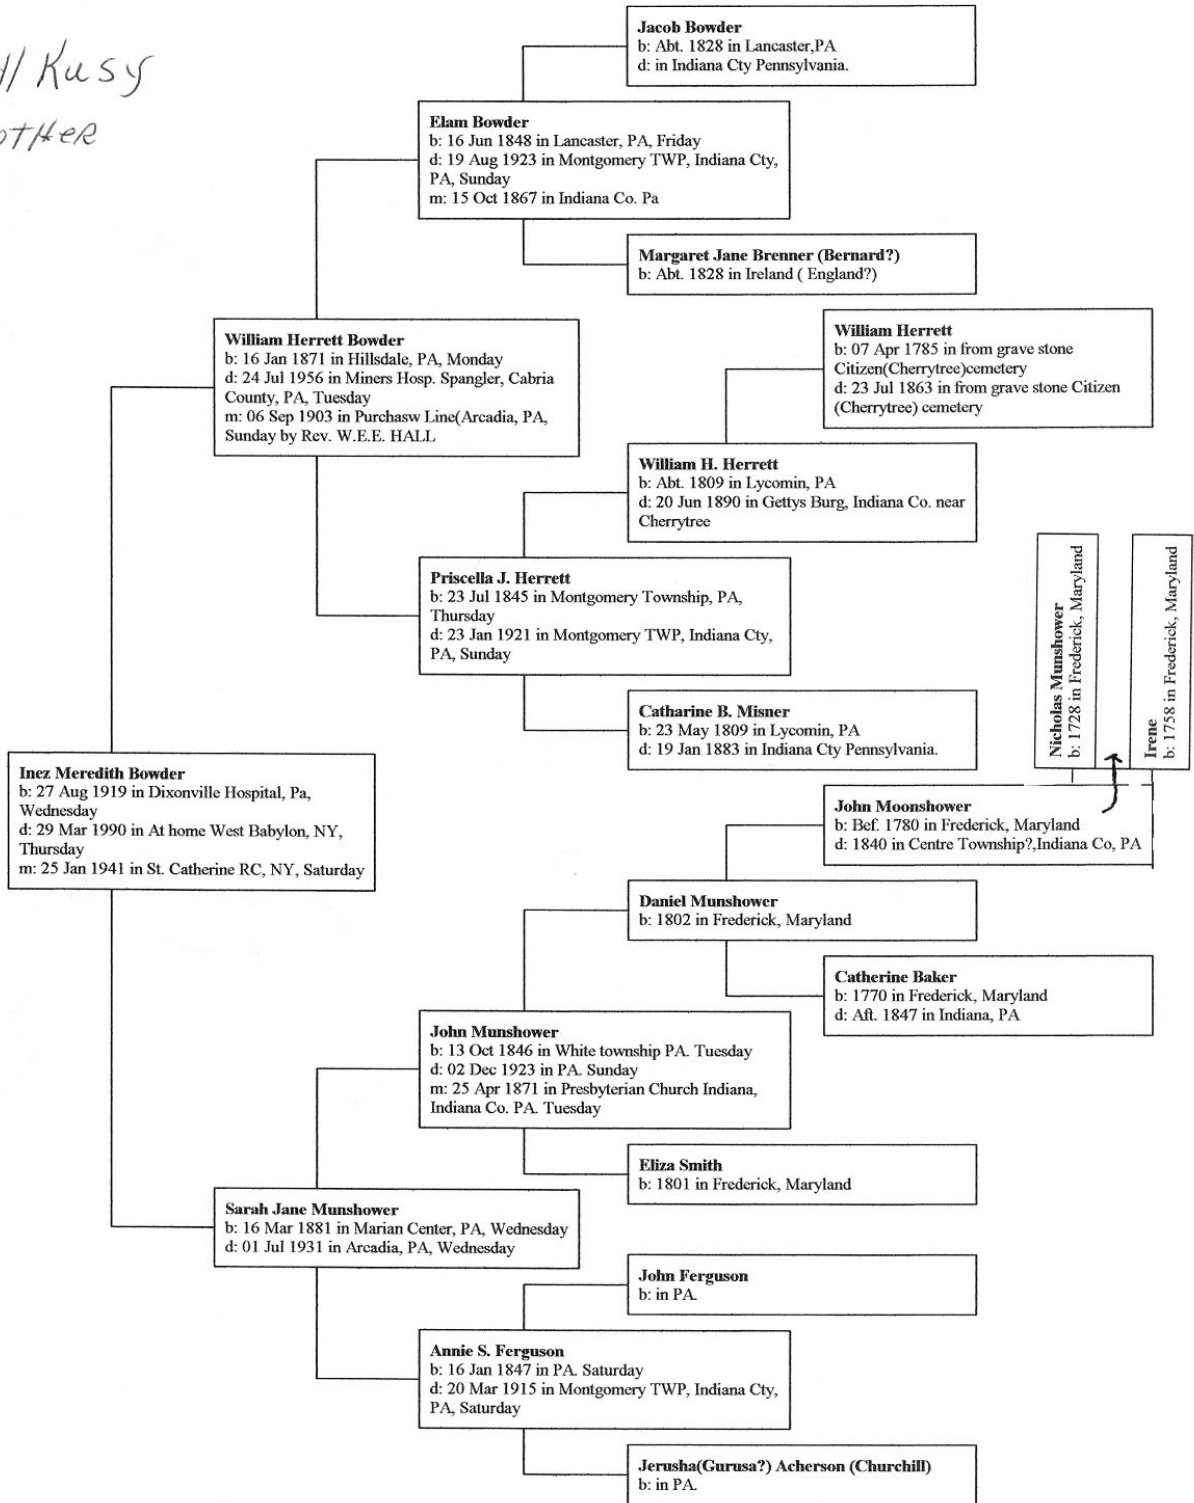 Kusy
Jacob Bowder
b: Abt. 1828 in Lancaster,PA
d: in Indiana Cty Pennsylvania.
Elam Bowder
b: 16 Jun 1848 in Lancaster, PA, Friday
d: 19 Aug 1923 in Montgomery TWP, Indiana Cty,
PA, Sunday
m: 15 Oct 1867 in Indiana Co. Pa
Margaret Jane Brenner (Bernard?)
b: Abt. 1828 in Ireland ( England?)
William Herrett Bowder
b: 16 Jan 1871 in Hillsdale, PA, Monday
d: 24 Jul 1956 in Miners Hosp. Spangler, Cabria
County, PA, Tuesday
m: 06 Sep 1903 in Purchasw Line(Arcadia, PA,
Sunday by Rev. W.E.E. HALL
William Herrett
b: 07 Apr 1785 in from grave stone
Citizen(Cherrytree)cemetery
d: 23 Jul 1863 in from grave stone Citizen
(Cherrytree) cemetery
William H. Herrett
b: Abt. 1809 in Lycomin, PA
d: 20 Jun 1890 in Gettys Burg, Indiana Co. near
Cherrytree
Priscella J. Herrett
b: 23 Jul 1845 in Montgomery Township, PA,
Thursday
d: 23 Jan 1921 in Montgomery TWP, Indiana Cty,
PA, Sunday
Catharine B. Misner
b: 23 May 1809 in Lycomin, PA
d: 19 Jan 1883 in Indiana Cty Pennsylvania.
Nicholas Munshower
b: 1728 in Frederick, Maryland
Irene
b: 1758 in Frederick, Maryland
Inez Meredith Bowder
b: 27 Aug 1919 in Dixonville Hospital, Pa,
Wednesday
d: 29 Mar 1990 in At home West Babylon, NY,
Thursday
m: 25 Jan 1941 in St. Catherine RC, NY, Saturday
John Moonshower
b: Bef. 1780 in Frederick, Maryland
d: 1840 in Centre Township?,Indiana Co, PA
Daniel Munshower
b: 1802 in Frederick, Maryland
Catherine Baker
b: 1770 in Frederick, Maryland
d: Aft. 1847 in Indiana, PA
John Munshower
b: 13 Oct 1846 in White township PA. Tuesday
d: 02 Dec 1923 in PA. Sunday
m: 25 Apr 1871 in Presbyterian Church Indiana,
Indiana Co. PA. Tuesday
Eliza Smith
b: 1801 in Frederick, Maryland
Sarah Jane Munshower
b: 16 Mar 1881 in Marian Center, PA, Wednesday
d: 01 Jul 1931 in Arcadia, PA, Wednesday
John Ferguson
b: in PA.
Annie S. Ferguson
b: 16 Jan 1847 in PA. Saturday
d: 20 Mar 1915 in Montgomery TWP, Indiana Cty,
PA, Saturday
Jerusha(Gurusa?) Acherson (Churchill)
b: in PA.